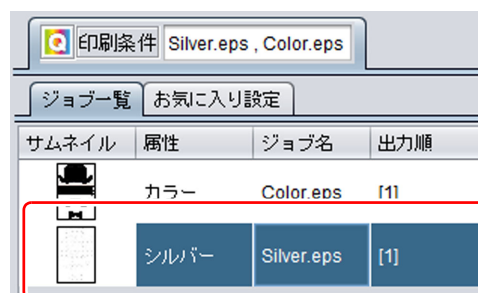 印刷条件 Silver.eps , Color.eps
ジョブ一覧 お気に入り設定
サムネイル 属性 ジョブ名 出力順
カラー Color.eps [1]
シルバー Silver.eps [1]